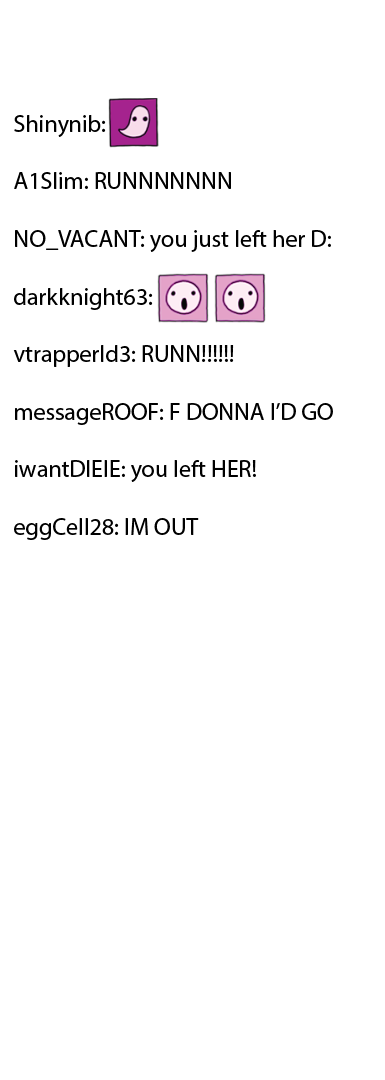 Shinynib:
A1Slim: RUNNNNNNN
NO_VACANT: you just left her D:
darkknight63:
vtrapperld3: RUNN!!!!!!
messageROOF: F DONNA I’D GO
iwantDIEIE: you left HER!
eggCell28: IM OUT